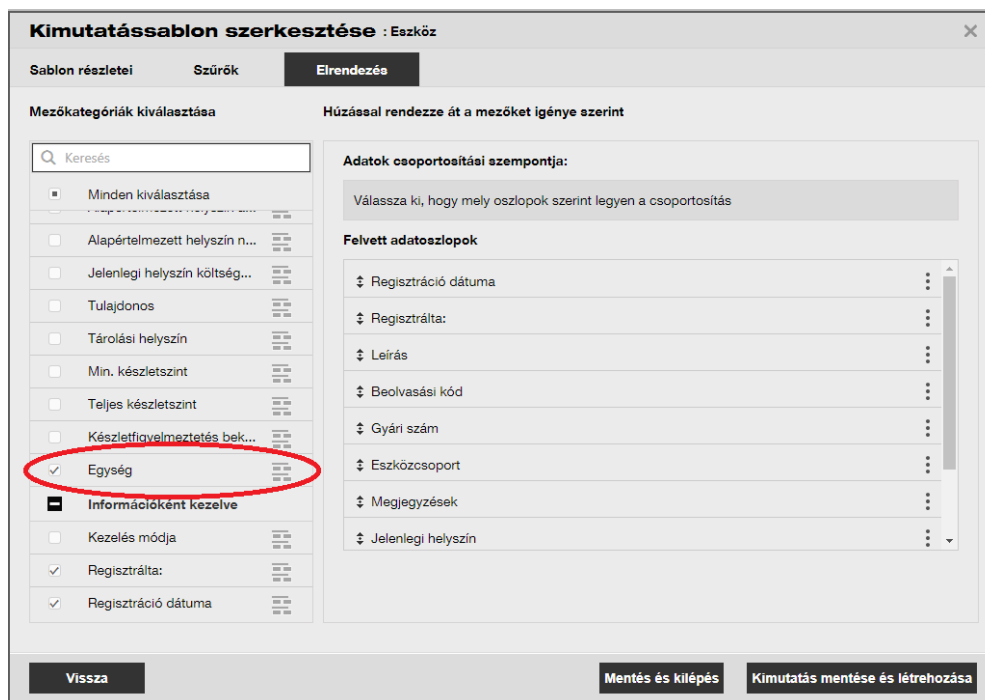 Kimutatássablon szerkesztése : Eszköz
Sablon részletei Szűrők Elrendezés
Mezőkategóriák kiválasztása
Keresés
Minden kiválasztása
Alapértelmezett helyszín n...
Jelenlegi helyszín költség...
Tulajdonos
Tárolási helyszín
Min. készletszint
Teljes készletszint
Készletfigyelmeztetés bek...
Egység
Információként kezelve
Kezelés módja
Regisztrálta:
Regisztráció dátuma
Húzással rendezze át a mezőket igénye szerint
Adatok csoportosítási szempontja:
Válassza ki, hogy mely oszlopok szerint legyen a csoportosítás
Felvett adatoszlopok
Regisztráció dátuma
Regisztrálta:
Leírás
Beolvasási kód
Gyári szám
Eszközcsoport
Megjegyzések
Jelenlegi helyszín
Vissza
Mentés és kilépés
Kimutatás mentése és létrehozása